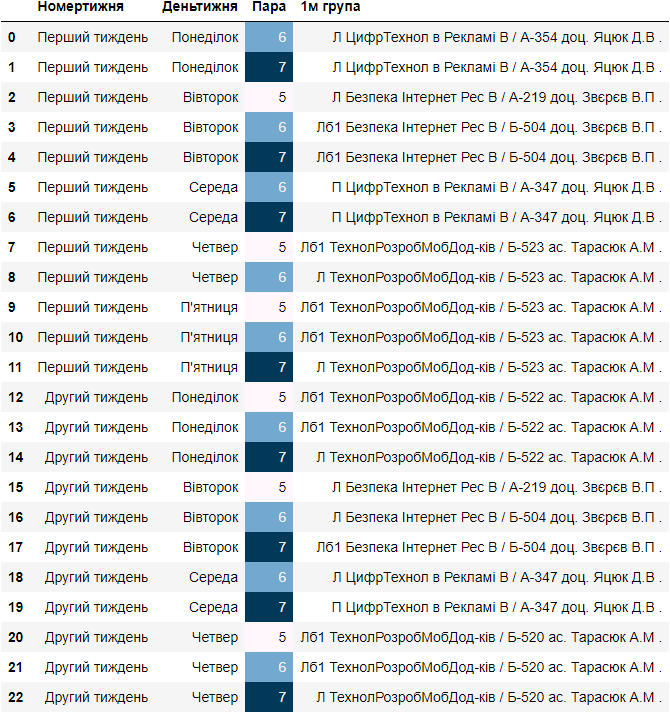 Номертижня Деньтижня Пара 1м група
0 Перший тиждень Понеділок 6 Л ЦифрТехнол в Рекламі В / А-354 доц. Яцюк Д.В .
1 Перший тиждень Понеділок 7 Л ЦифрТехнол в Рекламі В / А-354 доц. Яцюк Д.В .
2 Перший тиждень Вівторок 5 Л Безпека Інтернет Рес В / А-219 доц. Звєрєв В.П .
3 Перший тиждень Вівторок 6 Лб1 Безпека Інтернет Рес В / Б-504 доц. Звєрєв В.П .
4 Перший тиждень Вівторок 7 Лб1 Безпека Інтернет Рес В / Б-504 доц. Звєрєв В.П .
5 Перший тиждень Середа 6 П ЦифрТехнол в Рекламі В / А-347 доц. Яцюк Д.В .
6 Перший тиждень Середа 7 П ЦифрТехнол в Рекламі В / А-347 доц. Яцюк Д.В .
7 Перший тиждень Четвер 5 Лб1 ТехнолРозробМобДод-ків / Б-523 ас. Тарасюк А.М .
8 Перший тиждень Четвер 6 Л ТехнолРозробМобДод-ків / Б-523 ас. Тарасюк А.М .
9 Перший тиждень П'ятниця 5 Лб1 ТехнолРозробМобДод-ків / Б-523 ас. Тарасюк А.М .
10 Перший тиждень П'ятниця 6 Лб1 ТехнолРозробМобДод-ків / Б-523 ас. Тарасюк А.М .
11 Перший тиждень П'ятниця 7 Л ТехнолРозробМобДод-ків / Б-523 ас. Тарасюк А.М .
12 Другий тиждень Понеділок 5 Лб1 ТехнолРозробМобДод-ків / Б-522 ас. Тарасюк А.М .
13 Другий тиждень Понеділок 6 Лб1 ТехнолРозробМобДод-ків / Б-522 ас. Тарасюк А.М .
14 Другий тиждень Понеділок 7 Л ТехнолРозробМобДод-ків / Б-522 ас. Тарасюк А.М .
15 Другий тиждень Вівторок 5 Л Безпека Інтернет Рес В / А-219 доц. Звєрєв В.П .
16 Другий тиждень Вівторок 6 Л Безпека Інтернет Рес В / Б-504 доц. Звєрєв В.П .
17 Другий тиждень Вівторок 7 Лб1 Безпека Інтернет Рес В / Б-504 доц. Звєрєв В.П .
18 Другий тиждень Середа 6 Л ЦифрТехнол в Рекламі В / А-347 доц. Яцюк Д.В .
19 Другий тиждень Середа 7 П ЦифрТехнол в Рекламі В / А-347 доц. Яцюк Д.В .
20 Другий тиждень Четвер 5 Лб1 ТехнолРозробМобДод-ків / Б-520 ас. Тарасюк А.М .
21 Другий тиждень Четвер 6 Лб1 ТехнолРозробМобДод-ків / Б-520 ас. Тарасюк А.М .
22 Другий тиждень Четвер 7 Л ТехнолРозробМобДод-ків / Б-520 ас. Тарасюк А.М .